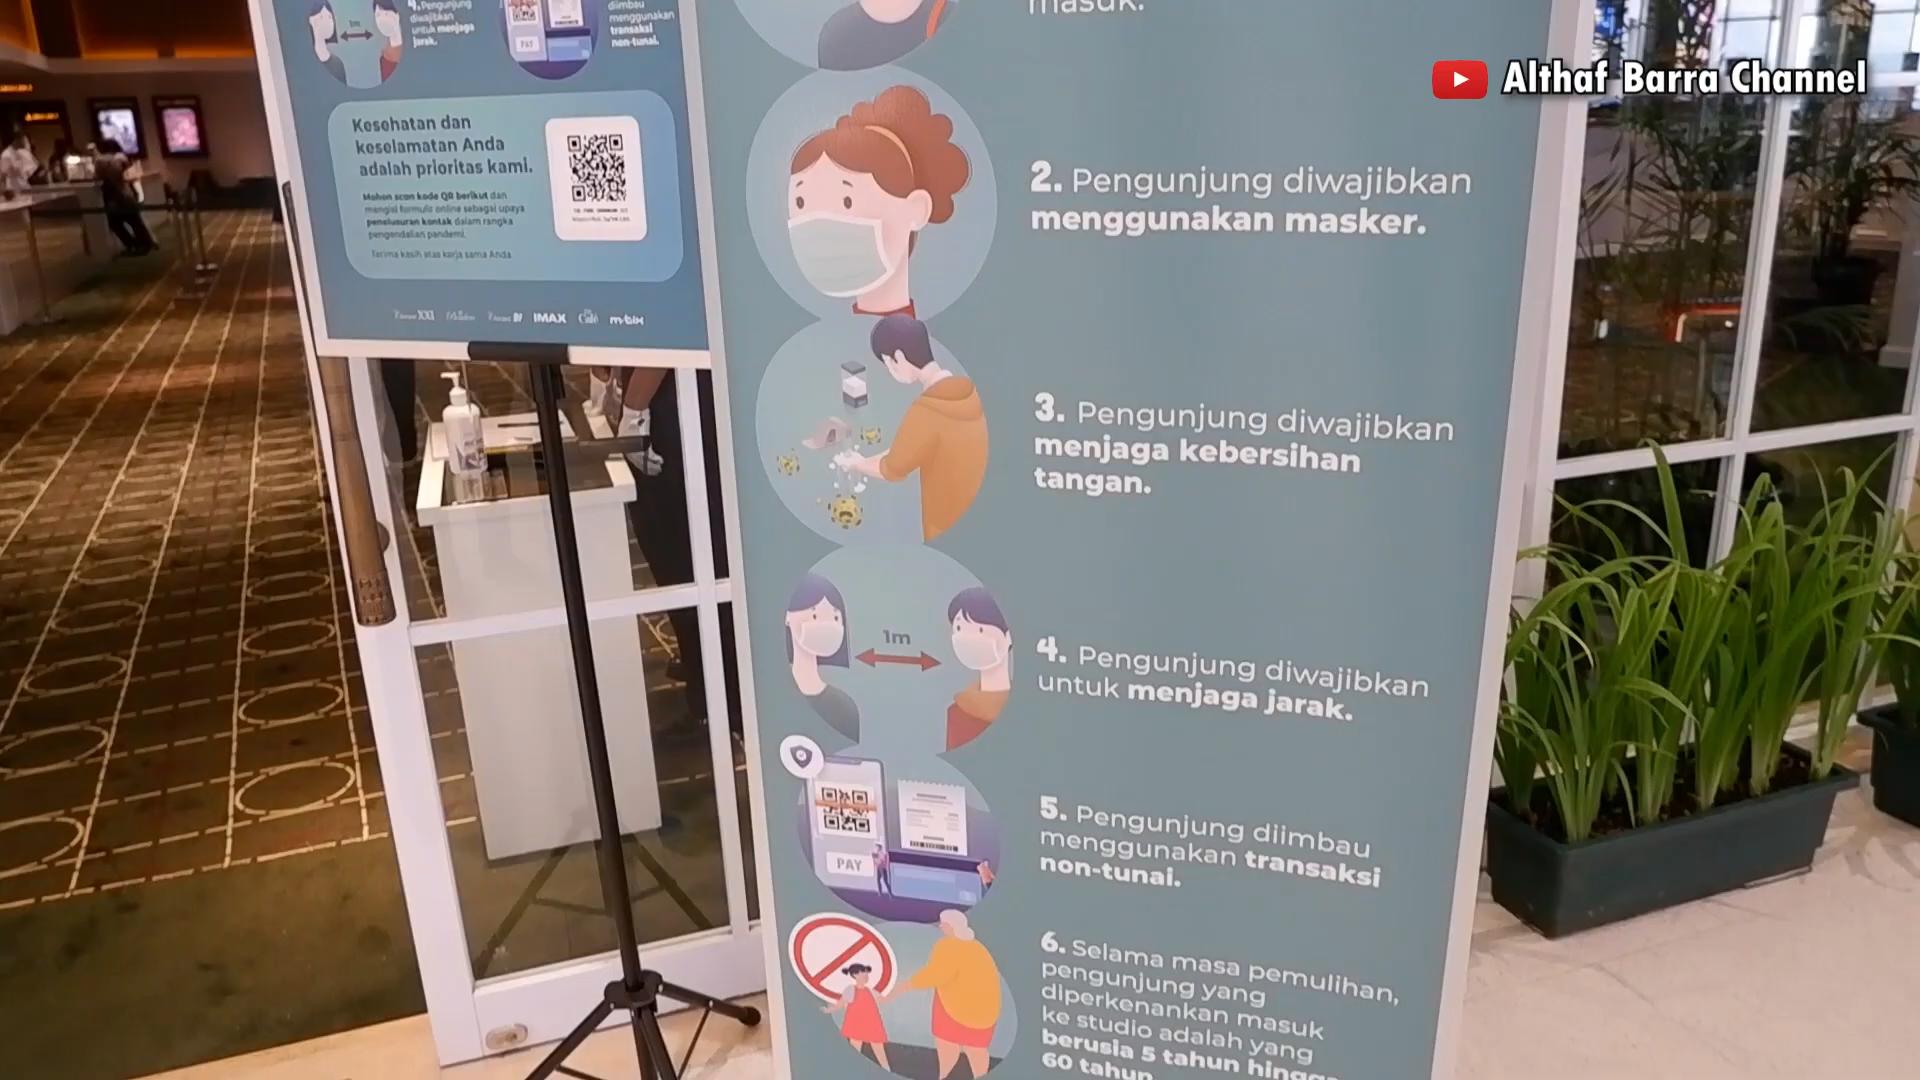 4. Pengunjung
diwajibkan
untuk menjaga
jarak.
1m
diimbau
menggunakan
transaksi
non-tunai.
PAY
Kesehatan dan
keselamatan Anda
adalah prioritas kami.
Mohon scan kode QR berikut dan
mengisi formulir online sebagai upaya
penelusuran kontak dalam rangka
pengendalian pandemi.
Terima kasih atas kerja sama Anda
XXI
IMAX
Café
m•tix
masuk.
2. Pengunjung diwajibkan
menggunakan masker.
3. Pengunjung diwajibkan
menjaga kebersihan
tangan.
1m
4. Pengunjung diwajibkan
untuk menjaga jarak.
PAY
5. Pengunjung diimbau
menggunakan transaksi
non-tunai.
6. Selama masa pemulihan,
pengunjung yang
diperkenankan masuk
ke studio adalah yang
berusia 5 tahun hingga
60 tahun
Althaf Barra Channel